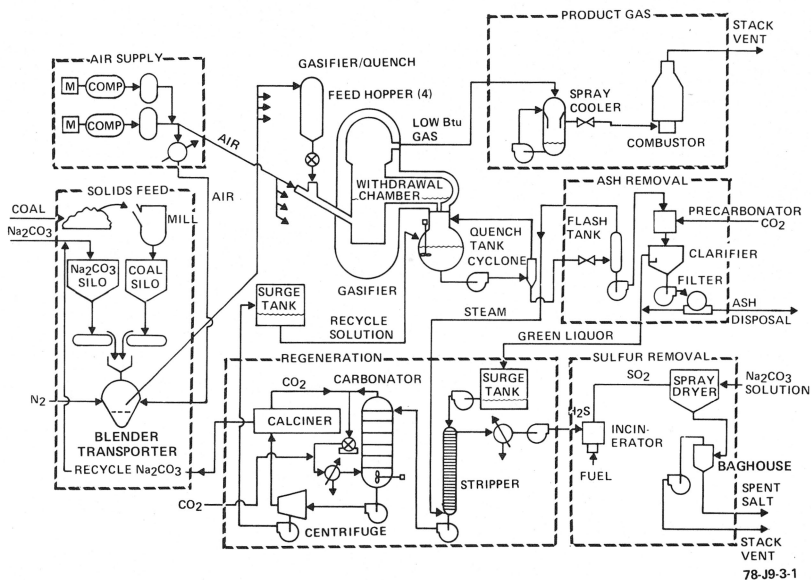 PRODUCT GAS
STACK
VENT
AIR SUPPLY
GASIFIER/QUENCH
M
COMP
FEED HOPPER (4)
LOW Btu
GAS
SPRAY
COOLER
COMBUSTOR
M
COMP
AIR
AIR
SOLIDS FEED
COAL
MILL
Na2CO3
Na2CO3
SILO
COAL
SILO
WITHDRAWAL
CHAMBER
QUENCH
TANK
CYCLONE
GASIFIER
ASH REMOVAL
FLASH
TANK
PRECARBONATOR
CO2
CLARIFIER
FILTER
ASH
DISPOSAL
SURGE
TANK
RECYCLE
SOLUTION
STEAM
GREEN LIQUOR
N2
BLENDER
TRANSPORTER
RECYCLE Na2CO3
REGENERATION
CO2
CARBONATOR
CALCINER
SURGE
TANK
STRIPPER
CO2
CENTRIFUGE
SULFUR REMOVAL
SO2
SPRAY
DRYER
Na2CO3
SOLUTION
H2S
INCIN-
ERATOR
FUEL
BAGHOUSE
SPENT
SALT
STACK
VENT
78-J9-3-1